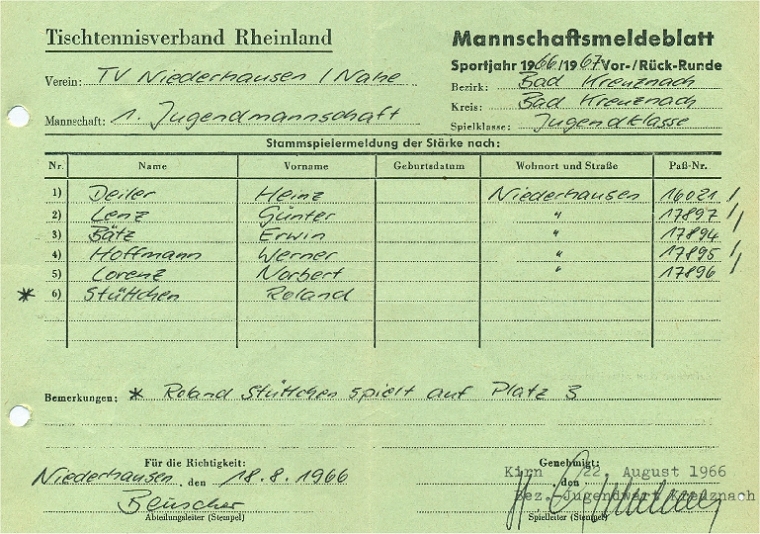 Tischtennisverband Rheinland
Mannschaftsmeldeblatt
Sportjahr 1966/1967 Vor-/Rück-Runde
Verein: TV Niederhausen / Nahe
Bezirk: Bad Kreuznach
Kreis: Bad Kreuznach
Mannschaft: 1. Jugendmannschaft
Spielklasse: Jugendklasse
Stammspielermeldung der Stärke nach:
Nr. Name Vorname Geburtsdatum Wohnort und Straße Paß-Nr.
1) Deiler Heinz Niederhausen 16021 /
2) Lenz Günter " 17897 /
3) Bätz Erwin " 17894 /
4) Hoffmann Werner " 17895 /
5) Lorenz Norbert " 17896 /
* 6) Stüttchen Roland
Bemerkungen: * Roland Stüttchen spielt auf Platz 3
Für die Richtigkeit:
Niederhausen, den 18.8.1966
Beuscher
Abteilungsleiter (Stempel)
Genehmigt:
Kirn 22. August 1966
den
Bez.-Jugendwart Kreuznach
Spielleiter (Stempel)